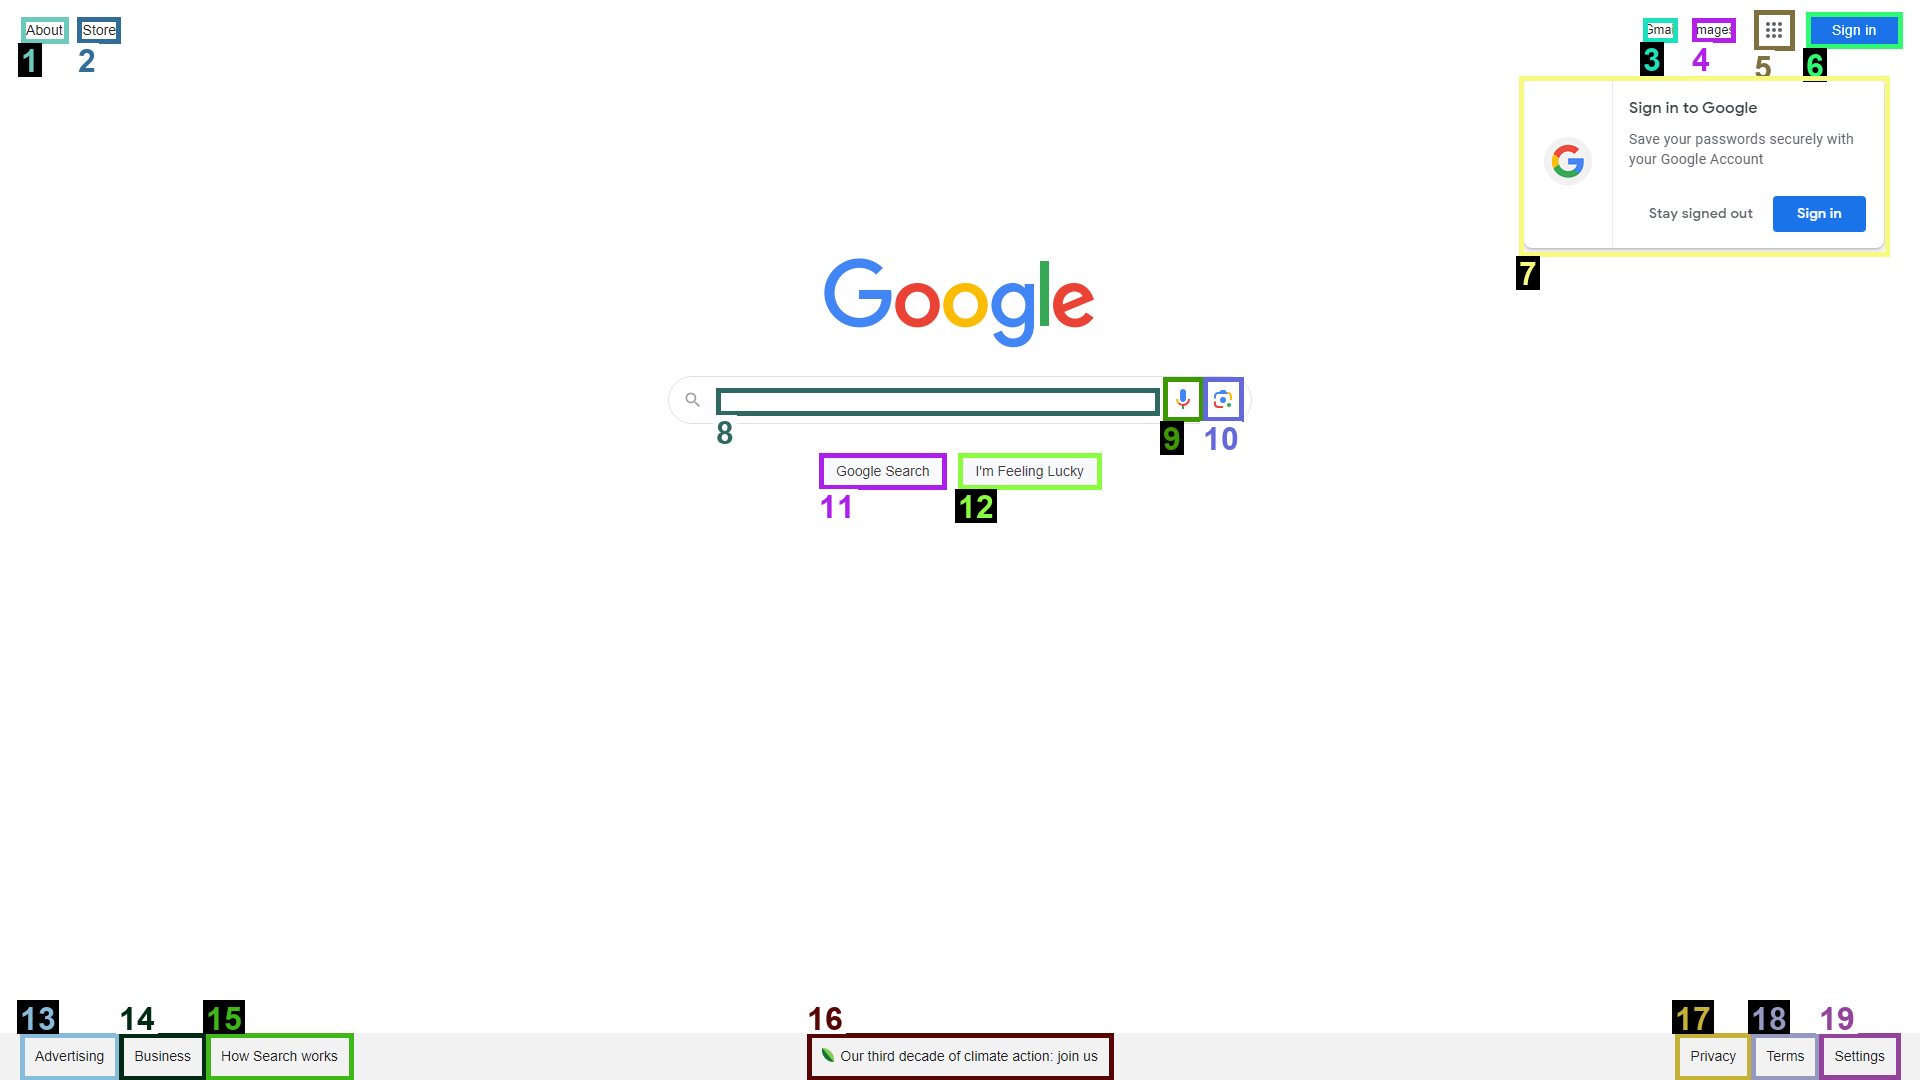 About Store Gmai mages Sign in
1 2 3 4 5 6
Sign in to Google
Save your passwords securely with
your Google Account
Stay signed out Sign in
7
Google
8 9 10
Google Search I'm Feeling Lucky
11 12
13 14 15 16 17 18 19
Advertising Business How Search works Our third decade of climate action: join us Privacy Terms Settings